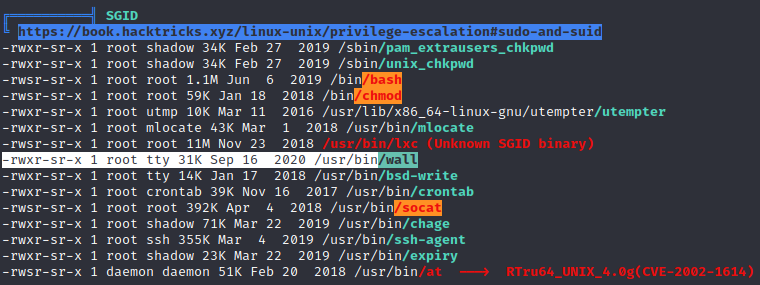 ╔══════════╣ SGID
╚ https://book.hacktricks.xyz/linux-unix/privilege-escalation#sudo-and-suid
-rwxr-sr-x 1 root shadow 34K Feb 27  2019 /sbin/pam_extrausers_chkpwd
-rwxr-sr-x 1 root shadow 34K Feb 27  2019 /sbin/unix_chkpwd
-rwxr-sr-x 1 root root 1.1M Jun  6  2019 /bin/bash
-rwxr-sr-x 1 root root 59K Jan 18  2018 /bin/chmod
-rwxr-sr-x 1 root utmp 10K Mar 11  2016 /usr/lib/x86_64-linux-gnu/utempter/utempter
-rwxr-sr-x 1 root mlocate 43K Mar  1  2018 /usr/bin/mlocate
-rwxr-sr-x 1 root root 11M Nov 23  2018 /usr/bin/lxc (Unknown SGID binary)
-rwxr-sr-x 1 root tty 31K Sep 16  2020 /usr/bin/wall
-rwxr-sr-x 1 root tty 14K Jan 17  2018 /usr/bin/bsd-write
-rwxr-sr-x 1 root crontab 39K Nov 16  2017 /usr/bin/crontab
-rwsr-sr-x 1 root root 392K Apr  4  2018 /usr/bin/socat
-rwxr-sr-x 1 root shadow 71K Mar 22  2019 /usr/bin/chage
-rwxr-sr-x 1 root ssh 355K Mar  4  2019 /usr/bin/ssh-agent
-rwxr-sr-x 1 root shadow 23K Mar 22  2019 /usr/bin/expiry
-rwsr-sr-x 1 daemon daemon 51K Feb 20  2018 /usr/bin/at  --->  RTru64_UNIX_4.0g(CVE-2002-1614)